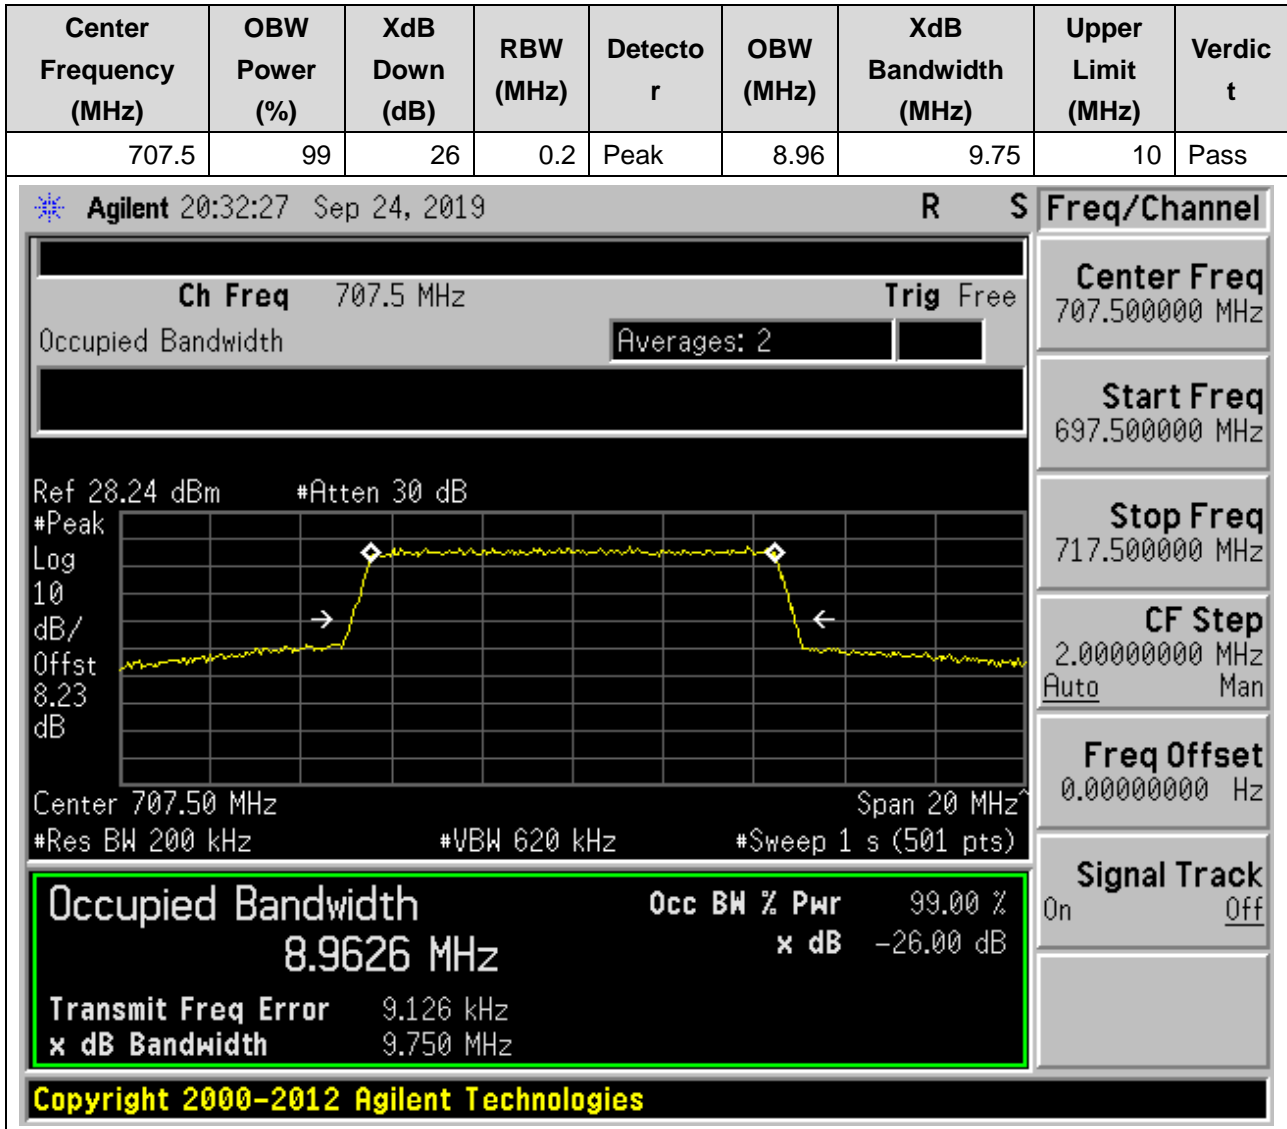 Center Frequency (MHz) OBW Power (%) XdB Down (dB) RBW (MHz) Detecto r OBW (MHz) XdB Bandwidth (MHz) Upper Limit (MHz) Verdic t
707.5 99 26 0.2 Peak 8.96 9.75 10 Pass
Agilent 20:32:27 Sep 24, 2019 R S
Ch Freq 707.5 MHz Trig Free
Occupied Bandwidth Averages: 2
Ref 28.24 dBm #Atten 30 dB
#Peak
Log
10
dB/
Offst
8.23
dB
Center 707.50 MHz Span 20 MHz^
#Res BW 200 kHz #VBW 620 kHz #Sweep 1 s (501 pts)
Occupied Bandwidth Occ BW % Pwr 99.00 %
8.9626 MHz x dB -26.00 dB
Transmit Freq Error 9.126 kHz
x dB Bandwidth 9.750 MHz
Copyright 2000-2012 Agilent Technologies
Freq/Channel
Center Freq
707.500000 MHz
Start Freq
697.500000 MHz
Stop Freq
717.500000 MHz
CF Step
2.00000000 MHz
Auto Man
Freq Offset
0.00000000 Hz
Signal Track
On Off